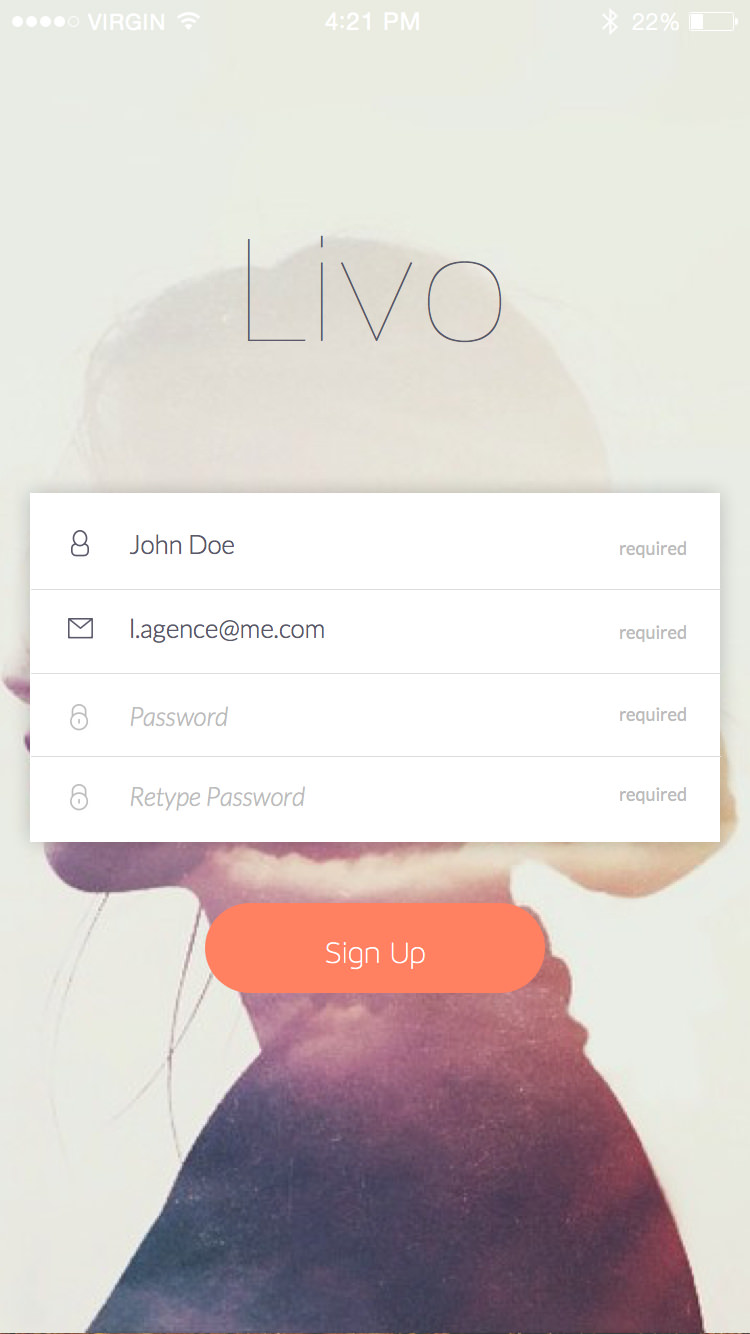 VIRGIN 4:21 PM 22%
Livo
John Doe required
l.agence@me.com required
Password required
Retype Password required
Sign Up